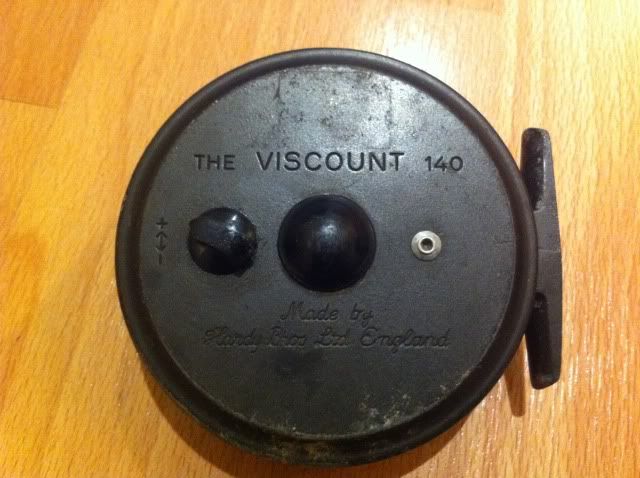 THE VISCOUNT 140
+<->-
Made by
Hardy Bros Ltd England